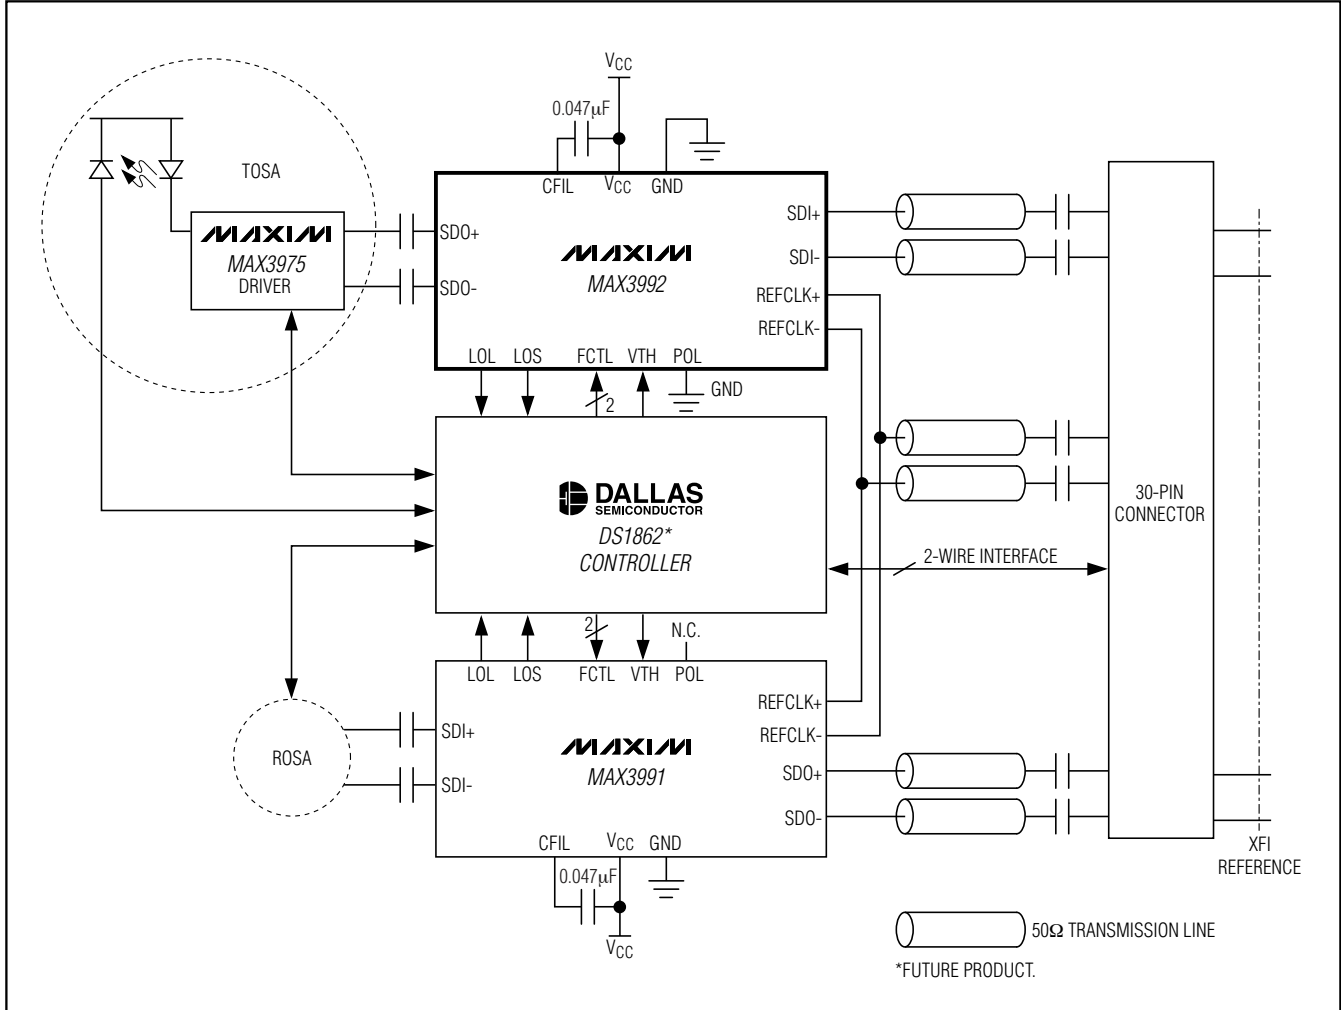 VCC
0.047µF
TOSA
CFIL
VCC
GND
MAXIM
MAX3975
DRIVER
SDO+
SDO-
MAXIM
MAX3992
SDI+
SDI-
REFCLK+
REFCLK-
LOL
LOS
FCTL
VTH
POL
2
GND
DALLAS
SEMICONDUCTOR
DS1862*
CONTROLLER
30-PIN
CONNECTOR
2-WIRE INTERFACE
2
N.C.
LOL
LOS
FCTL
VTH
POL
REFCLK+
REFCLK-
SDO+
SDO-
ROSA
SDI+
SDI-
MAXIM
MAX3991
CFIL
VCC
GND
0.047µF
VCC
XFI
REFERENCE
50Ω TRANSMISSION LINE
*FUTURE PRODUCT.